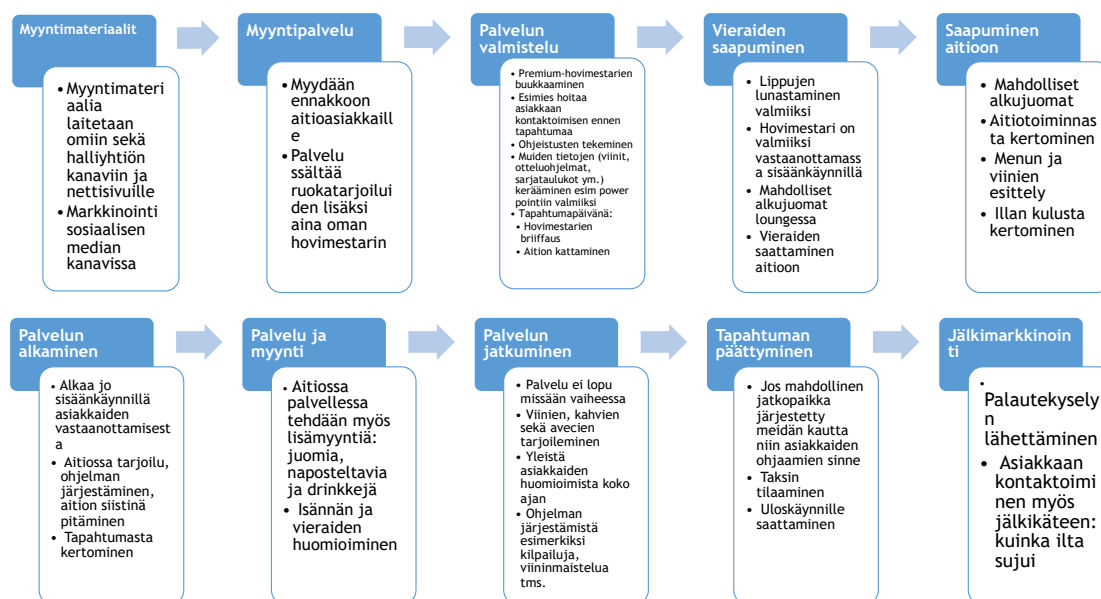 Myyntimateriaalit
• Myyntimateri
aalia
laitetaan
omiin sekä
halliyhtiön
kanaviin ja
nettisivuille
• Markkinointi
sosiaalisen
median
kanavissa
Myyntipalvelu
• Myydään
ennakkoon
aitioasiakkaill
e
• Palvelu
ssältää
ruokatarjoilui
den lisäksi
aina oman
hovimestarin
Palvelun
valmistelu
• Premium-hovimestarien
buukkaaminen
• Esimies hoitaa
asiakkaan
kontaktoimisen ennen
tapahtumaa
• Ohjeistusten tekeminen
• Muiden tietojen (viinit,
otteluohjelmat,
sarjataulukot ym.)
kerääminen esim power
pointiin valmiiksi
• Tapahtumapäivänä:
• Hovimestarien
briiffaus
• Aition kattaminen
Vieraiden
saapuminen
• Lippujen
lunastaminen
valmiiksi
• Hovimestari on
valmiiksi
vastaanottamass
a sisäänkäynnillä
• Mahdolliset
alkujuomat
loungessa
• Vieraiden
saattaminen
aitioon
Saapuminen
aitioon
• Mahdolliset
alkujuomat
• Aitiotoiminnas
ta kertominen
• Menun ja
viinien
esittely
• Illan kulusta
kertominen
Palvelun
alkaminen
• Alkaa jo
sisäänkäynnillä
asiakkaiden
vastaanottamisest
a
• Aitiossa tarjoilu,
ohjelman
järjestäminen,
aition siistinä
pitäminen
• Tapahtumasta
kertominen
Palvelu ja
myynti
• Aitiossa
palvellessa
tehdään myös
lisämyyntiä:
juomia,
naposteltavia
ja drinkkejä
• Isännän ja
vieraiden
huomioiminen
Palvelun
jatkuminen
• Palvelu ei lopu
missään vaiheessa
• Viinien, kahvien
sekä avecien
tarjoileminen
• Yleistä
asiakkaiden
huomioimista koko
ajan
• Ohjelman
järjestämistä
esimerkiksi
kilpailuja,
viininmaistelua
tms.
Tapahtuman
päättyminen
• Jos mahdollinen
jatkopaikka
järjestetty
meidän kautta
niin asiakkaiden
ohjaamien sinne
• Taksin
tilaaminen
• Uloskäynnille
saattaminen
Jälkimarkkinoin
ti
•
Palautekysely
n
lähettäminen
• Asiakkaan
kontaktoimi
nen myös
jälkikäteen:
kuinka ilta
sujui